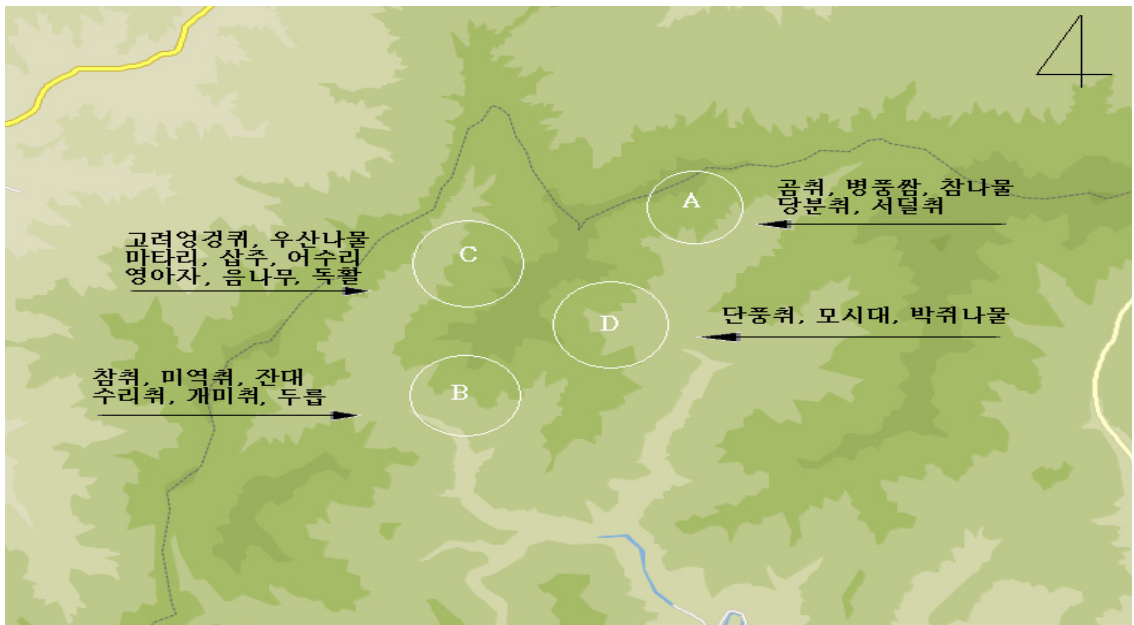 곰취, 병풍쌈, 참나물
당분취, 서덜취
A
고려엉겅퀴, 우산나물
마타리, 삽주, 어수리
영아자, 음나무, 독활
C
D
단풍취, 모시대, 박쥐나물
참취, 미역취, 잔대
수리취, 개미취, 두릅
B